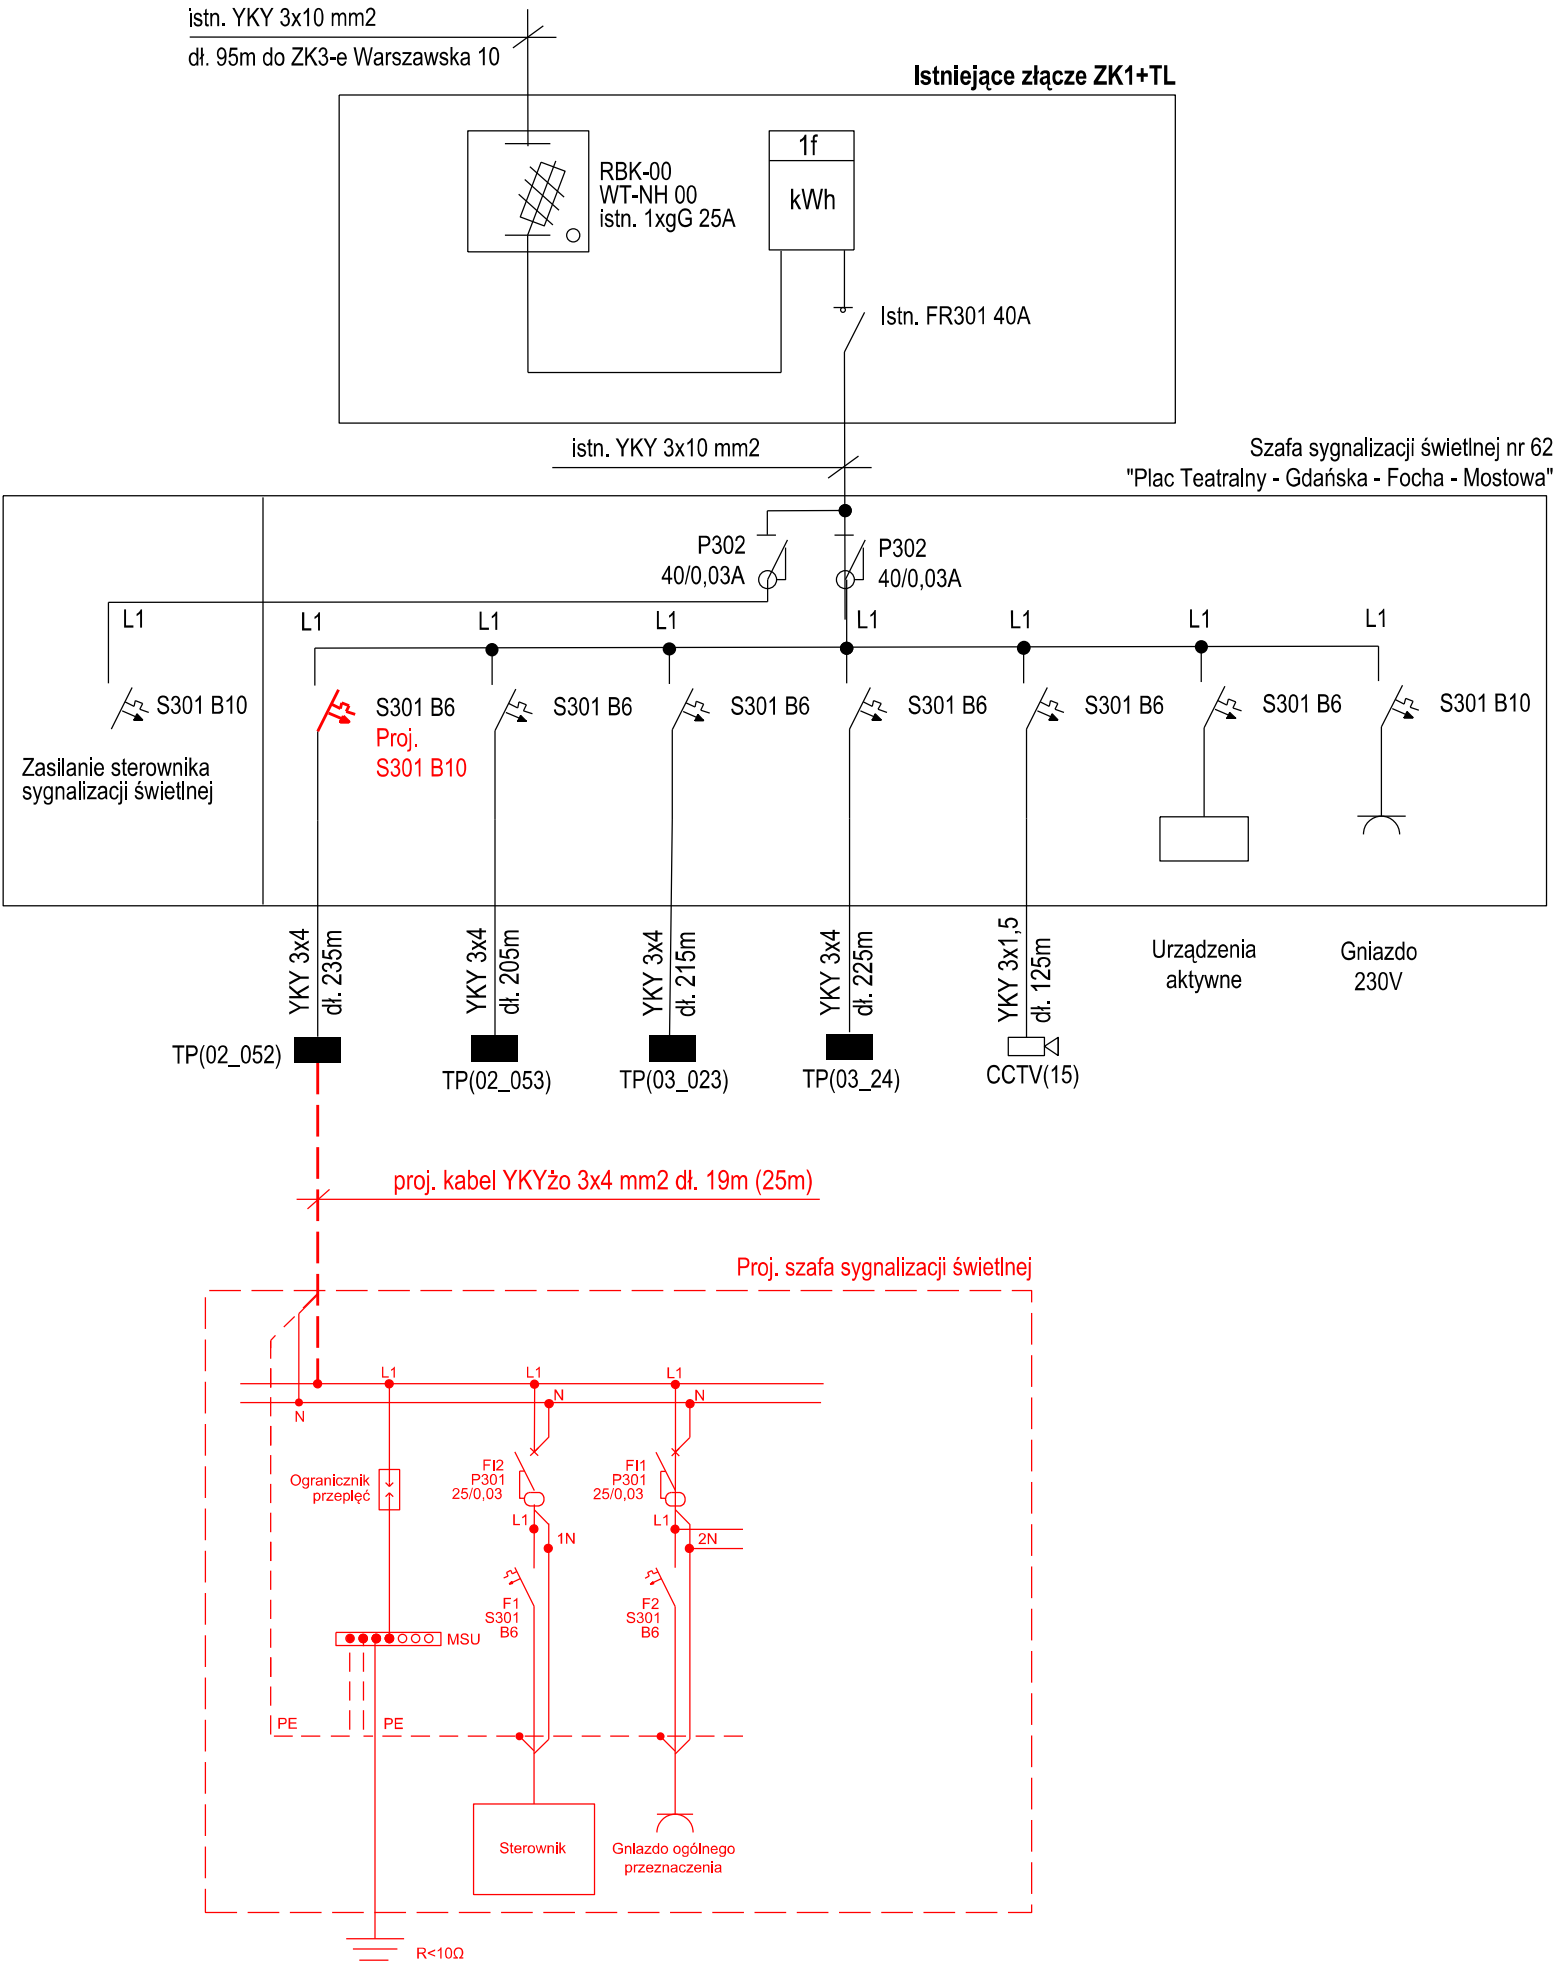 istn. YKY 3x10 mm2
dł. 95m do ZK3-e Warszawska 10
Istniejące złącze ZK1+TL
1f
kWh
RBK-00
WT-NH 00
istn. 1xgG 25A
Istn. FR301 40A
istn. YKY 3x10 mm2
Szafa sygnalizacji świetlnej nr 62
"Plac Teatralny - Gdańska - Focha - Mostowa"
P302
40/0,03A
P302
40/0,03A
L1
L1
L1
L1
L1
L1
L1
L1
S301 B10
S301 B6
Proj.
S301 B10
S301 B6
S301 B6
S301 B6
S301 B6
S301 B6
S301 B10
Zasilanie sterownika
sygnalizacji świetlnej
YKY 3x4
dł. 235m
YKY 3x4
dł. 205m
YKY 3x4
dł. 215m
YKY 3x4
dł. 225m
YKY 3x1,5
dł. 125m
Urządzenia
aktywne
Gniazdo
230V
TP(02_052)
TP(02_053)
TP(03_023)
TP(03_24)
CCTV(15)
proj. kabel YKYżo 3x4 mm2 dł. 19m (25m)
Proj. szafa sygnalizacji świetlnej
L1
L1
L1
N
N
N
Ogranicznik
przepięć
FI2
P301
25/0,03
FI1
P301
25/0,03
L1
1N
L1
2N
F1
S301
B6
F2
S301
B6
MSU
PE
PE
Sterownik
Gniazdo ogólnego
przeznaczenia
R<10Ω